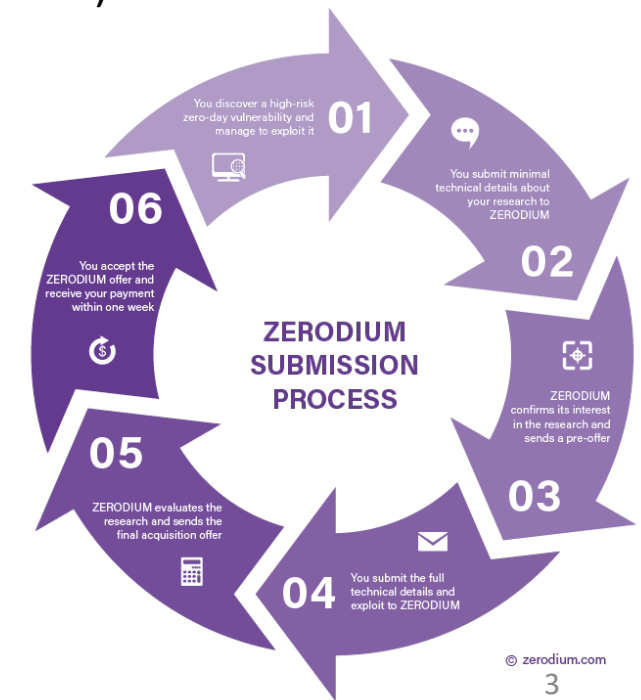 You discover a high-risk
zero-day vulnerability and
manage to exploit it
01
You submit minimal
technical details about
your research to
ZERODIUM
02
ZERODIUM
confirms its interest
in the research and
sends a pre-offer
03
04
You submit the full
technical details and
exploit to ZERODIUM
05
ZERODIUM evaluates the
research and sends the
final acquisition offer
06
You accept the
ZERODIUM offer and
receive your payment
within one week
ZERODIUM
SUBMISSION
PROCESS
© zerodium.com
3